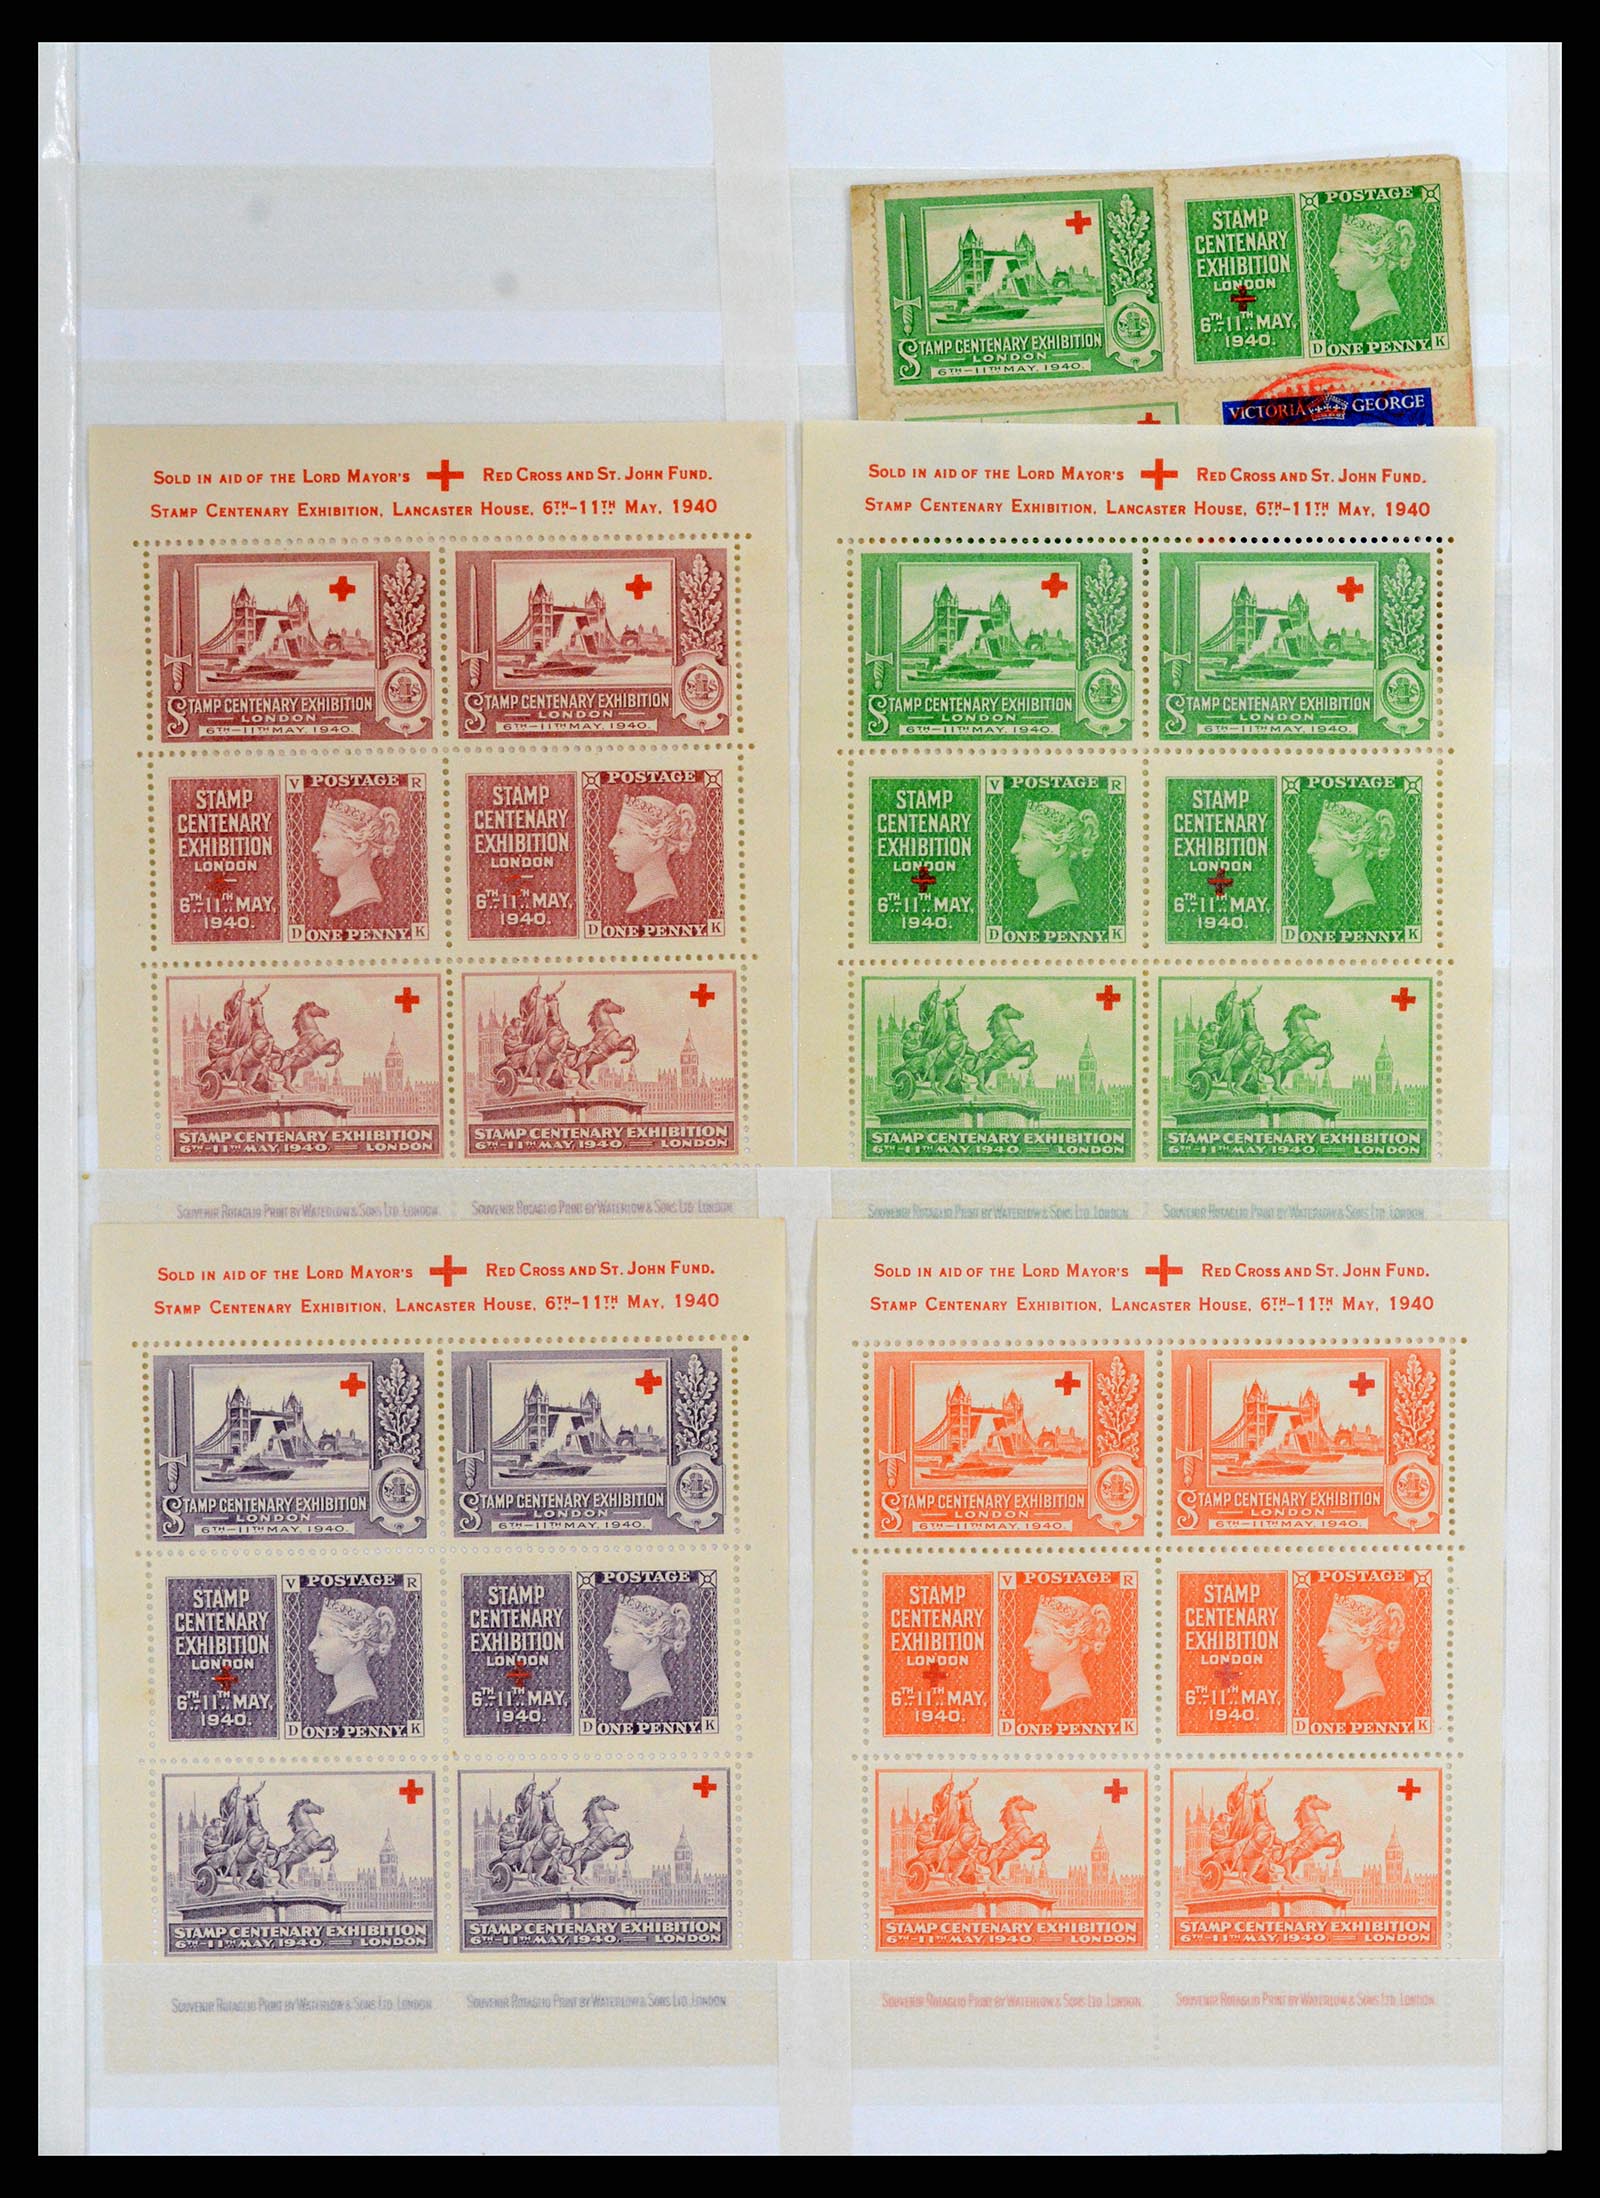 STAMP CENTENARY EXHIBITION
LONDON
6TH–11TH MAY, 1940.
STAMP
CENTENARY
EXHIBITION
LONDON
6TH–11TH MAY,
1940.
POSTAGE
D ONE PENNY. K
VICTORIA GEORGE
SOLD IN AID OF THE LORD MAYOR'S RED CROSS AND ST. JOHN FUND.
STAMP CENTENARY EXHIBITION, LANCASTER HOUSE, 6TH–11TH MAY, 1940
STAMP CENTENARY EXHIBITION
LONDON
6TH–11TH MAY, 1940.
STAMP CENTENARY EXHIBITION
LONDON
6TH–11TH MAY, 1940.
STAMP
CENTENARY
EXHIBITION
LONDON
6TH–11TH MAY,
1940.
V POSTAGE R
D ONE PENNY. K
STAMP
CENTENARY
EXHIBITION
LONDON
6TH–11TH MAY,
1940.
POSTAGE
D ONE PENNY. K
STAMP CENTENARY EXHIBITION
6TH–11TH MAY, 1940. LONDON
STAMP CENTENARY EXHIBITION
6TH–11TH MAY, 1940. LONDON
SOUVENIR ROTAGLIO PRINT BY WATERLOW & SONS LTD. LONDON
SOUVENIR ROTAGLIO PRINT BY WATERLOW & SONS LTD. LONDON
SOLD IN AID OF THE LORD MAYOR'S RED CROSS AND ST. JOHN FUND.
STAMP CENTENARY EXHIBITION, LANCASTER HOUSE, 6TH–11TH MAY, 1940
STAMP CENTENARY EXHIBITION
LONDON
6TH–11TH MAY, 1940.
STAMP CENTENARY EXHIBITION
LONDON
6TH–11TH MAY, 1940.
STAMP
CENTENARY
EXHIBITION
LONDON
6TH–11TH MAY,
1940.
V POSTAGE R
D ONE PENNY. K
STAMP
CENTENARY
EXHIBITION
LONDON
6TH–11TH MAY,
1940.
POSTAGE
D ONE PENNY. K
STAMP CENTENARY EXHIBITION
6TH–11TH MAY, 1940. LONDON
STAMP CENTENARY EXHIBITION
6TH–11TH MAY, 1940. LONDON
SOUVENIR ROTAGLIO PRINT BY WATERLOW & SONS LTD. LONDON
SOUVENIR ROTAGLIO PRINT BY WATERLOW & SONS LTD. LONDON
SOLD IN AID OF THE LORD MAYOR'S RED CROSS AND ST. JOHN FUND.
STAMP CENTENARY EXHIBITION, LANCASTER HOUSE, 6TH–11TH MAY, 1940
STAMP CENTENARY EXHIBITION
LONDON
6TH–11TH MAY, 1940.
STAMP CENTENARY EXHIBITION
LONDON
6TH–11TH MAY, 1940.
STAMP
CENTENARY
EXHIBITION
LONDON
6TH–11TH MAY,
1940.
V POSTAGE R
D ONE PENNY. K
STAMP
CENTENARY
EXHIBITION
LONDON
6TH–11TH MAY,
1940.
POSTAGE
D ONE PENNY. K
STAMP CENTENARY EXHIBITION
6TH–11TH MAY, 1940. LONDON
STAMP CENTENARY EXHIBITION
6TH–11TH MAY, 1940. LONDON
SOUVENIR ROTAGLIO PRINT BY WATERLOW & SONS LTD. LONDON
SOUVENIR ROTAGLIO PRINT BY WATERLOW & SONS LTD. LONDON
SOLD IN AID OF THE LORD MAYOR'S RED CROSS AND ST. JOHN FUND.
STAMP CENTENARY EXHIBITION, LANCASTER HOUSE, 6TH–11TH MAY, 1940
STAMP CENTENARY EXHIBITION
LONDON
6TH–11TH MAY, 1940.
STAMP CENTENARY EXHIBITION
LONDON
6TH–11TH MAY, 1940.
STAMP
CENTENARY
EXHIBITION
LONDON
6TH–11TH MAY,
1940.
V POSTAGE R
D ONE PENNY. K
STAMP
CENTENARY
EXHIBITION
LONDON
6TH–11TH MAY,
1940.
POSTAGE
D ONE PENNY. K
STAMP CENTENARY EXHIBITION
6TH–11TH MAY, 1940. LONDON
STAMP CENTENARY EXHIBITION
6TH–11TH MAY, 1940. LONDON
SOUVENIR ROTAGLIO PRINT BY WATERLOW & SONS LTD. LONDON
SOUVENIR ROTAGLIO PRINT BY WATERLOW & SONS LTD. LONDON